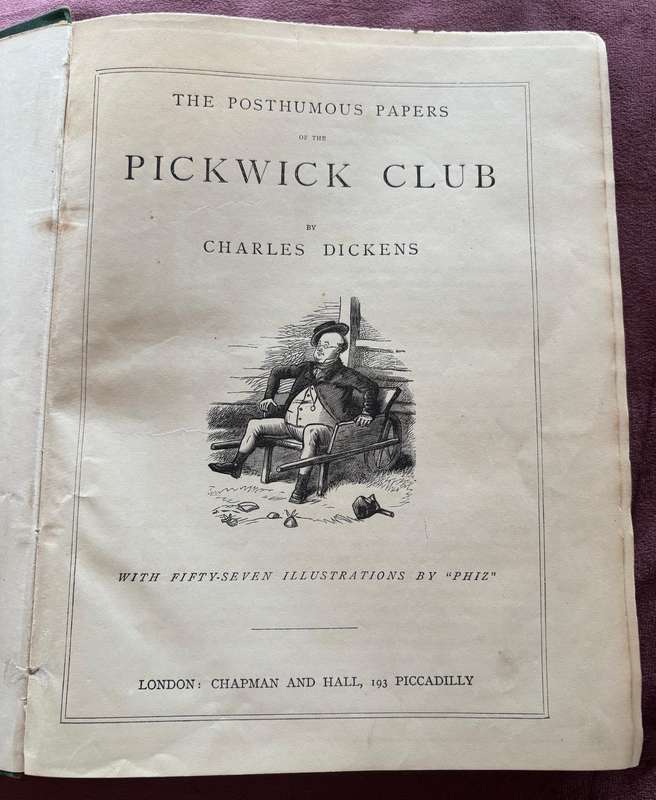 THE POSTHUMOUS PAPERS
OF THE
PICKWICK CLUB
BY
CHARLES DICKENS
WITH FIFTY-SEVEN ILLUSTRATIONS BY "PHIZ"
LONDON: CHAPMAN AND HALL, 193 PICCADILLY